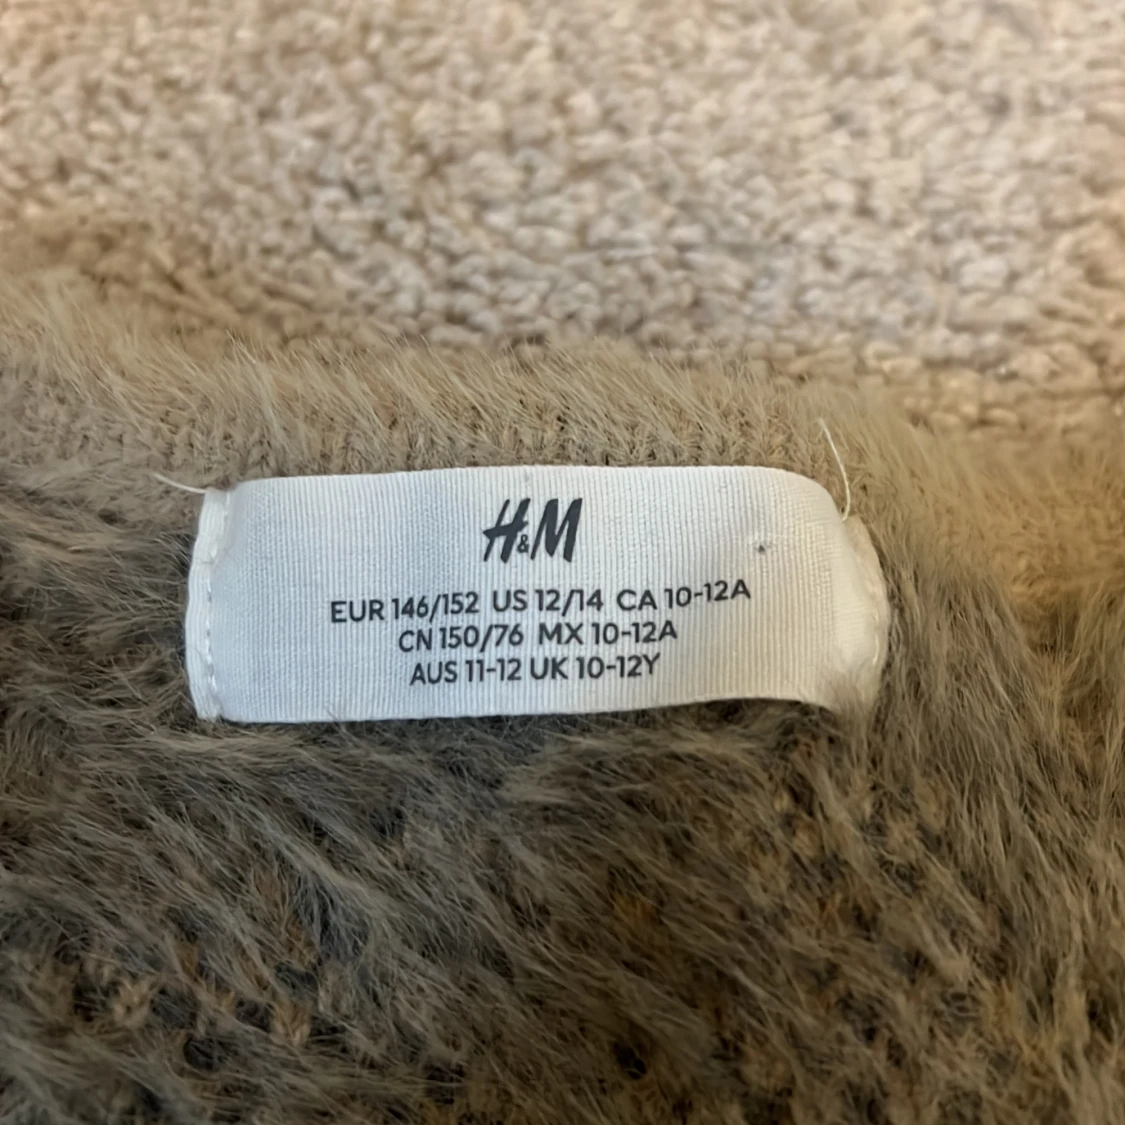 H&M
EUR 146/152 US 12/14 CA 10-12A
CN 150/76 MX 10-12A
AUS 11-12 UK 10-12Y